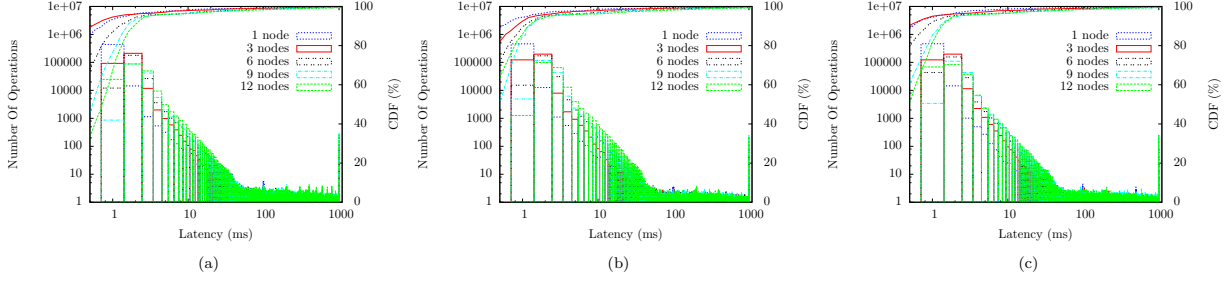 1e+07
1e+06
100000
10000
1000
100
10
1
Number Of Operations
1 10 100 1000
Latency (ms)
100
80
60
40
20
0
CDF (%)
1 node
3 nodes
6 nodes
9 nodes
12 nodes
(a)
1e+07
1e+06
100000
10000
1000
100
10
1
Number Of Operations
1 10 100 1000
Latency (ms)
100
80
60
40
20
0
CDF (%)
1 node
3 nodes
6 nodes
9 nodes
12 nodes
(b)
1e+07
1e+06
100000
10000
1000
100
10
1
Number Of Operations
1 10 100 1000
Latency (ms)
100
80
60
40
20
0
CDF (%)
1 node
3 nodes
6 nodes
9 nodes
12 nodes
(c)